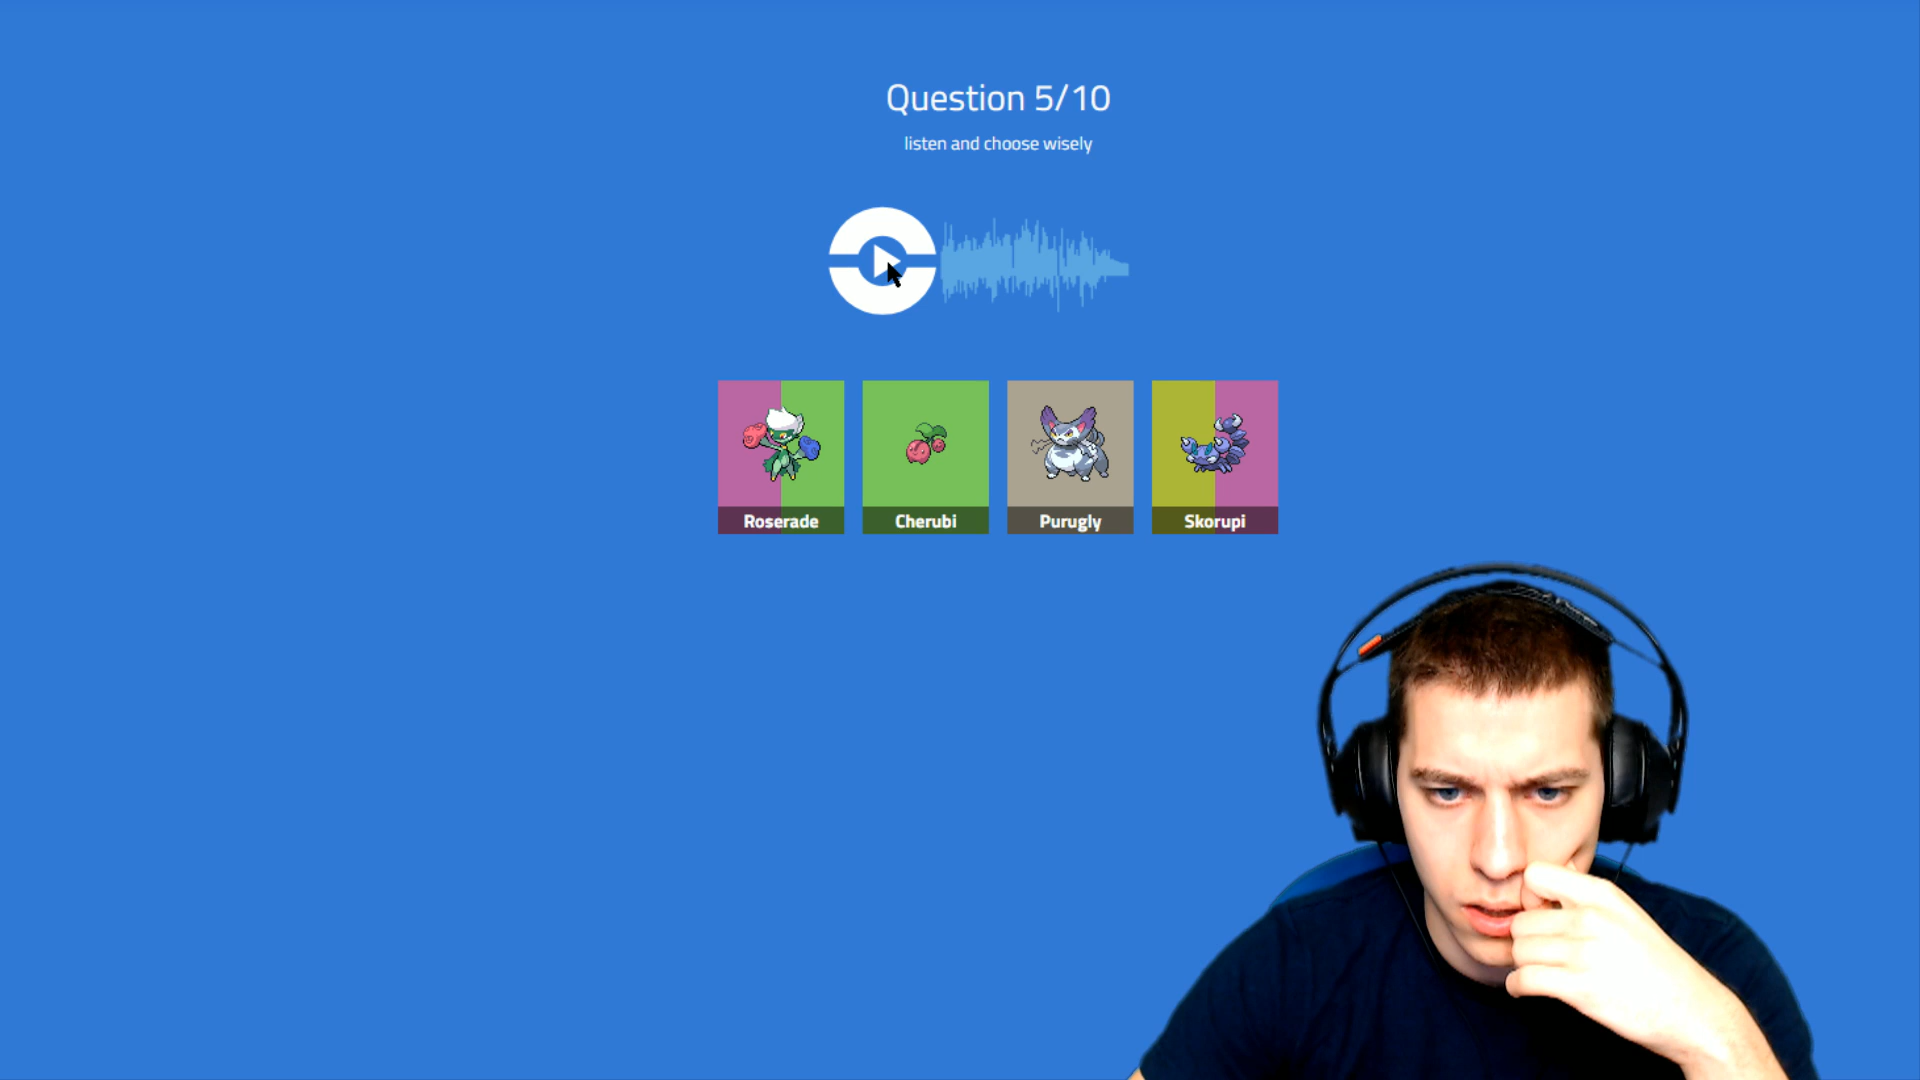 Question 5/10
listen and choose wisely
Roserade
Cherubi
Purugly
Skorupi